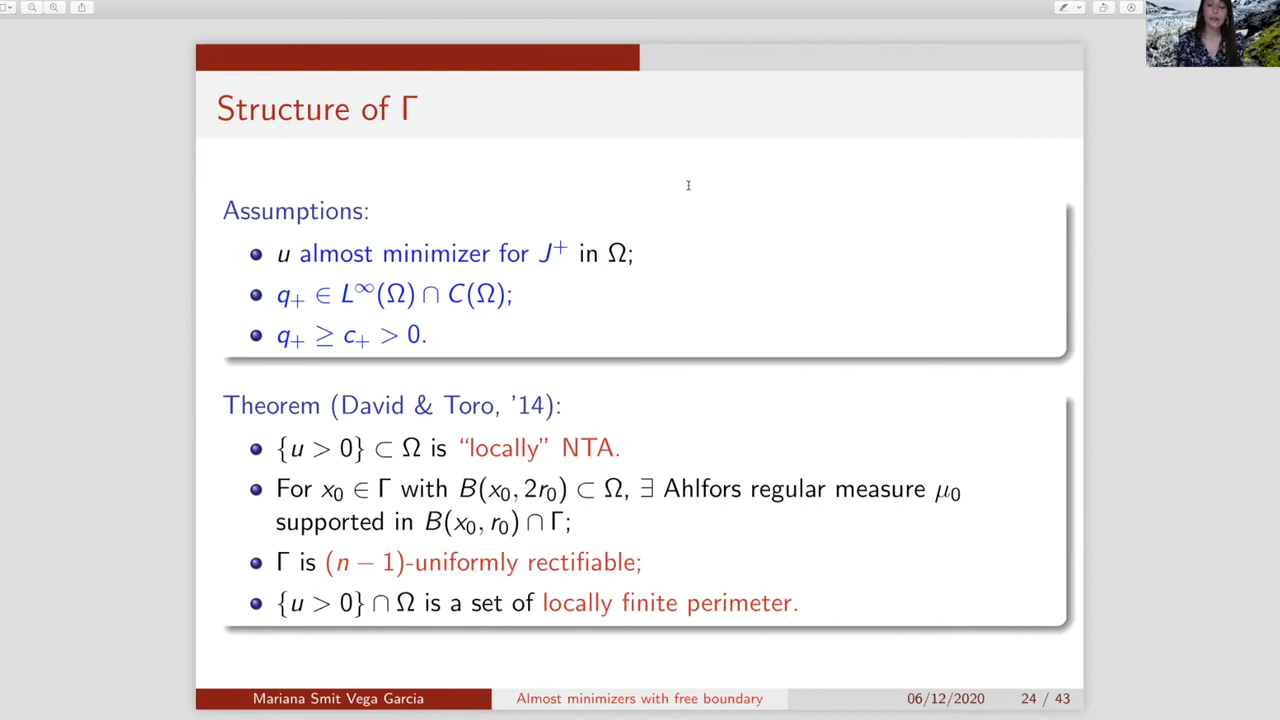 Structure of Γ
Assumptions:
u almost minimizer for J⁺ in Ω;
q₊ ∈ L^∞(Ω) ∩ C(Ω);
q₊ ≥ c₊ > 0.
Theorem (David & Toro, ’14):
{u > 0} ⊂ Ω is “locally” NTA.
For x₀ ∈ Γ with B(x₀, 2r₀) ⊂ Ω, ∃ Ahlfors regular measure μ₀
supported in B(x₀, r₀) ∩ Γ;
Γ is (n − 1)-uniformly rectifiable;
{u > 0} ∩ Ω is a set of locally finite perimeter.
Mariana Smit Vega Garcia Almost minimizers with free boundary 06/12/2020 24 / 43